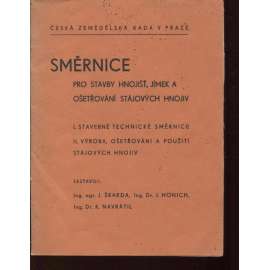 ČESKÁ ZEMĚDĚLSKÁ RADA V PRAZE
SMĚRNICE
PRO STAVBY HNOJIŠŤ, JÍMEK A
OŠETŘOVÁNÍ STÁJOVÝCH HNOJIV
I. STAVEBNĚ TECHNICKÉ SMĚRNICE
II. VÝROBA, OŠETŘOVÁNÍ A POUŽITÍ
STÁJOVÝCH HNOJIV
SESTAVILI:
Ing. agr. J. ŠKARDA, Ing. Dr. J. HÖNICH,
Ing. Dr. K. NAVRÁTIL